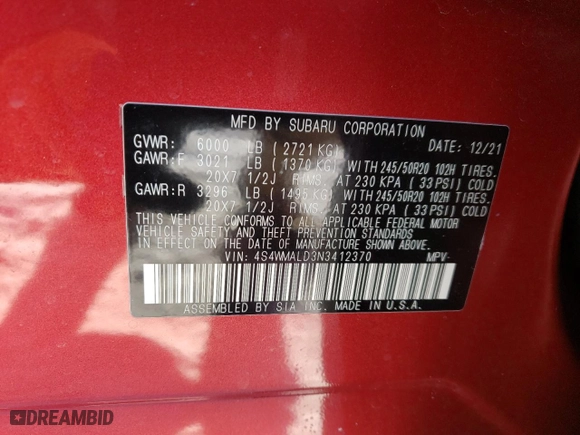 MFD BY SUBARU CORPORATION DATE: 12/21
GVWR: 6000 LB (2721 KG)
GAWR:F 3021 LB (1370 KG) WITH 245/50R20 102H TIRES.
20X7 1/2J RIMS. AT 230 KPA (33 PSI) COLD
GAWR:R 3296 LB (1495 KG) WITH 245/50R20 102H TIRES.
20X7 1/2J RIMS. AT 230 KPA (33 PSI) COLD
THIS VEHICLE CONFORMS TO ALL APPLICABLE FEDERAL MOTOR
VEHICLE SAFETY AND THEFT PREVENTION STANDARDS IN
EFFECT ON THE DATE OF MANUFACTURE SHOWN ABOVE.
VIN: 4S4WMALD3N3412370 MPV
ASSEMBLED BY SIA INC. MADE IN U.S.A.
DREAMBID